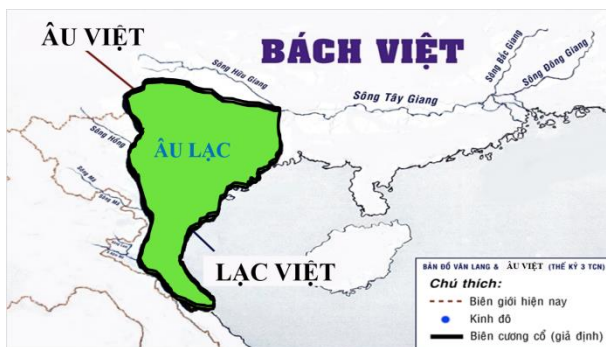 ÂU VIỆT
BÁCH VIỆT
Sông Hữu Giang
Sông Bắc Giang
Sông Đông Giang
Sông Tây Giang
ÂU LẠC
Sông Hồng
Sông Mã
LẠC VIỆT
BẢN ĐỒ VĂN LANG & ÂU VIỆT (THẾ KỶ 3 TCN)
Chú thích:
Biên giới hiện nay
Kinh đô
Biên cương cổ (giả định)